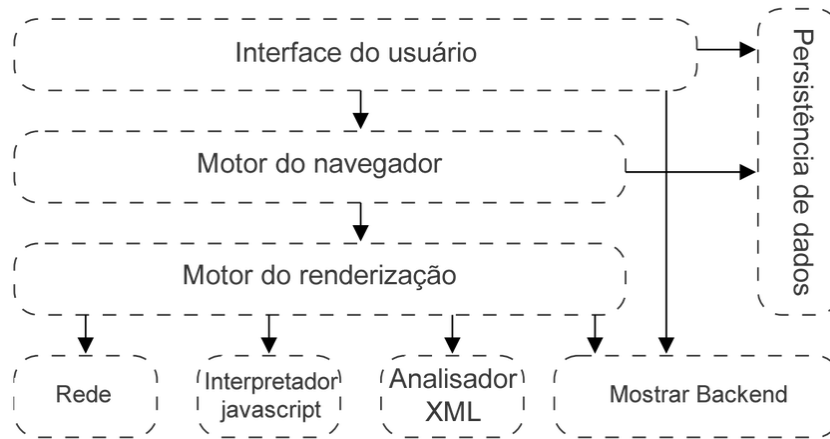 Interface do usuário
Persistência de dados
Motor do navegador
Motor do renderização
Rede
Interpretador
javascript
Analisador
XML
Mostrar Backend